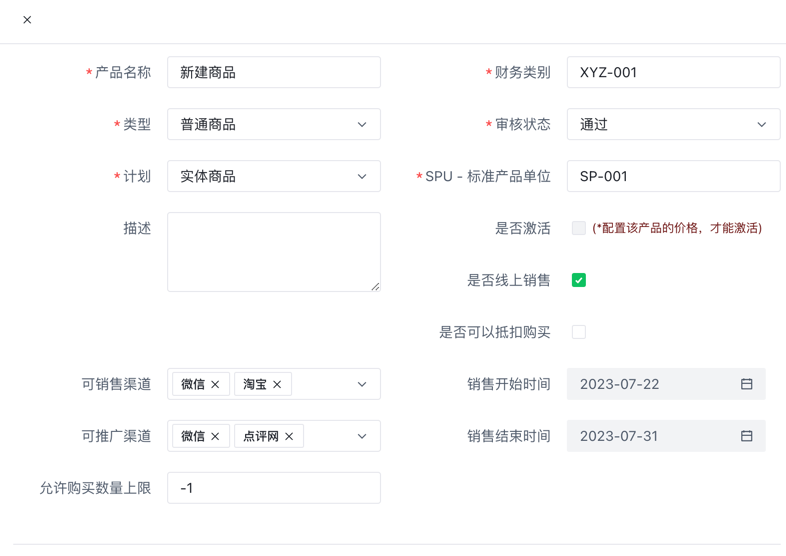 * 产品名称 新建商品 * 财务类别 XYZ-001
* 类型 普通商品 * 审核状态 通过
* 计划 实体商品 * SPU - 标准产品单位 SP-001
描述 是否激活 (*配置该产品的价格，才能激活)
是否线上销售
是否可以抵扣购买
可销售渠道 微信 × 淘宝 × 销售开始时间 2023-07-22
可推广渠道 微信 × 点评网 × 销售结束时间 2023-07-31
允许购买数量上限 -1